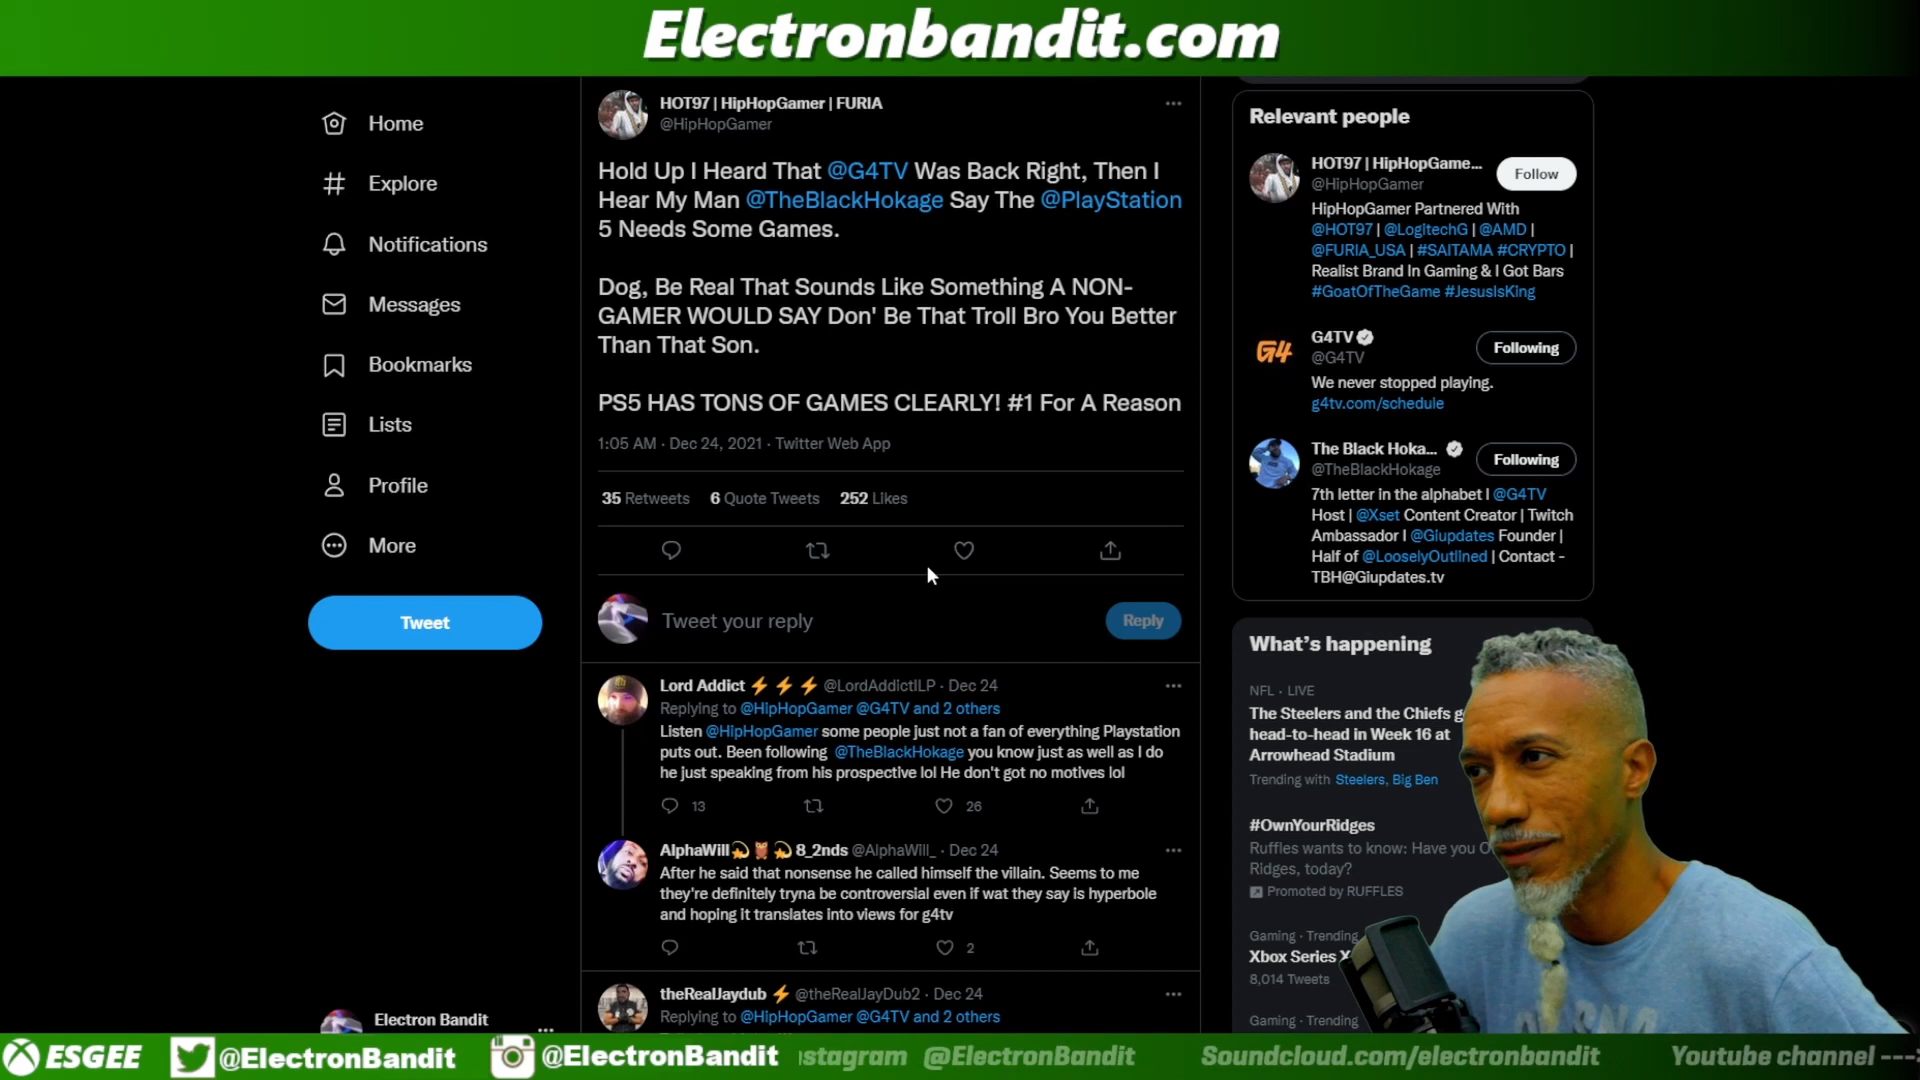 Electronbandit.com
Home
Explore
Notifications
Messages
Bookmarks
Lists
Profile
More
Tweet
Electron Bandit
HOT97 | HipHopGamer | FURIA
@HipHopGamer
Hold Up I Heard That @G4TV Was Back Right, Then I
Hear My Man @TheBlackHokage Say The @PlayStation
5 Needs Some Games.
Dog, Be Real That Sounds Like Something A NON-
GAMER WOULD SAY Don' Be That Troll Bro You Better
Than That Son.
PS5 HAS TONS OF GAMES CLEARLY! #1 For A Reason
1:05 AM · Dec 24, 2021 · Twitter Web App
35 Retweets 6 Quote Tweets 252 Likes
Tweet your reply
Reply
Lord Addict ⚡⚡⚡ @LordAddictILP · Dec 24
Replying to @HipHopGamer @G4TV and 2 others
Listen @HipHopGamer some people just not a fan of everything Playstation
puts out. Been following @TheBlackHokage you know just as well as I do
he just speaking from his prospective lol He don't got no motives lol
13 26
AlphaWill💫🦉💫 8_2nds @AlphaWill_ · Dec 24
After he said that nonsense he called himself the villain. Seems to me
they're definitely tryna be controversial even if wat they say is hyperbole
and hoping it translates into views for g4tv
2
theRealJaydub ⚡ @theRealJayDub2 · Dec 24
Replying to @HipHopGamer @G4TV and 2 others
Relevant people
HOT97 | HipHopGame...
@HipHopGamer
Follow
HipHopGamer Partnered With
@HOT97 | @LogitechG | @AMD |
@FURIA_USA | #SAITAMA #CRYPTO |
Realist Brand In Gaming & I Got Bars
#GoatOfTheGame #JesusIsKing
G4TV
@G4TV
Following
We never stopped playing.
g4tv.com/schedule
The Black Hoka...
@TheBlackHokage
Following
7th letter in the alphabet l @G4TV
Host | @Xset Content Creator | Twitch
Ambassador l @Giupdates Founder |
Half of @LooselyOutlined | Contact -
TBH@Giupdates.tv
What's happening
NFL · LIVE
The Steelers and the Chiefs g
head-to-head in Week 16 at
Arrowhead Stadium
Trending with Steelers, Big Ben
#OwnYourRidges
Ruffles wants to know: Have you O
Ridges, today?
Promoted by RUFFLES
Gaming · Trending
Xbox Series X
8,014 Tweets
Gaming · Trending
ESGEE @ElectronBandit @ElectronBandit stagram @ElectronBandit Soundcloud.com/electronbandit Youtube channel --->